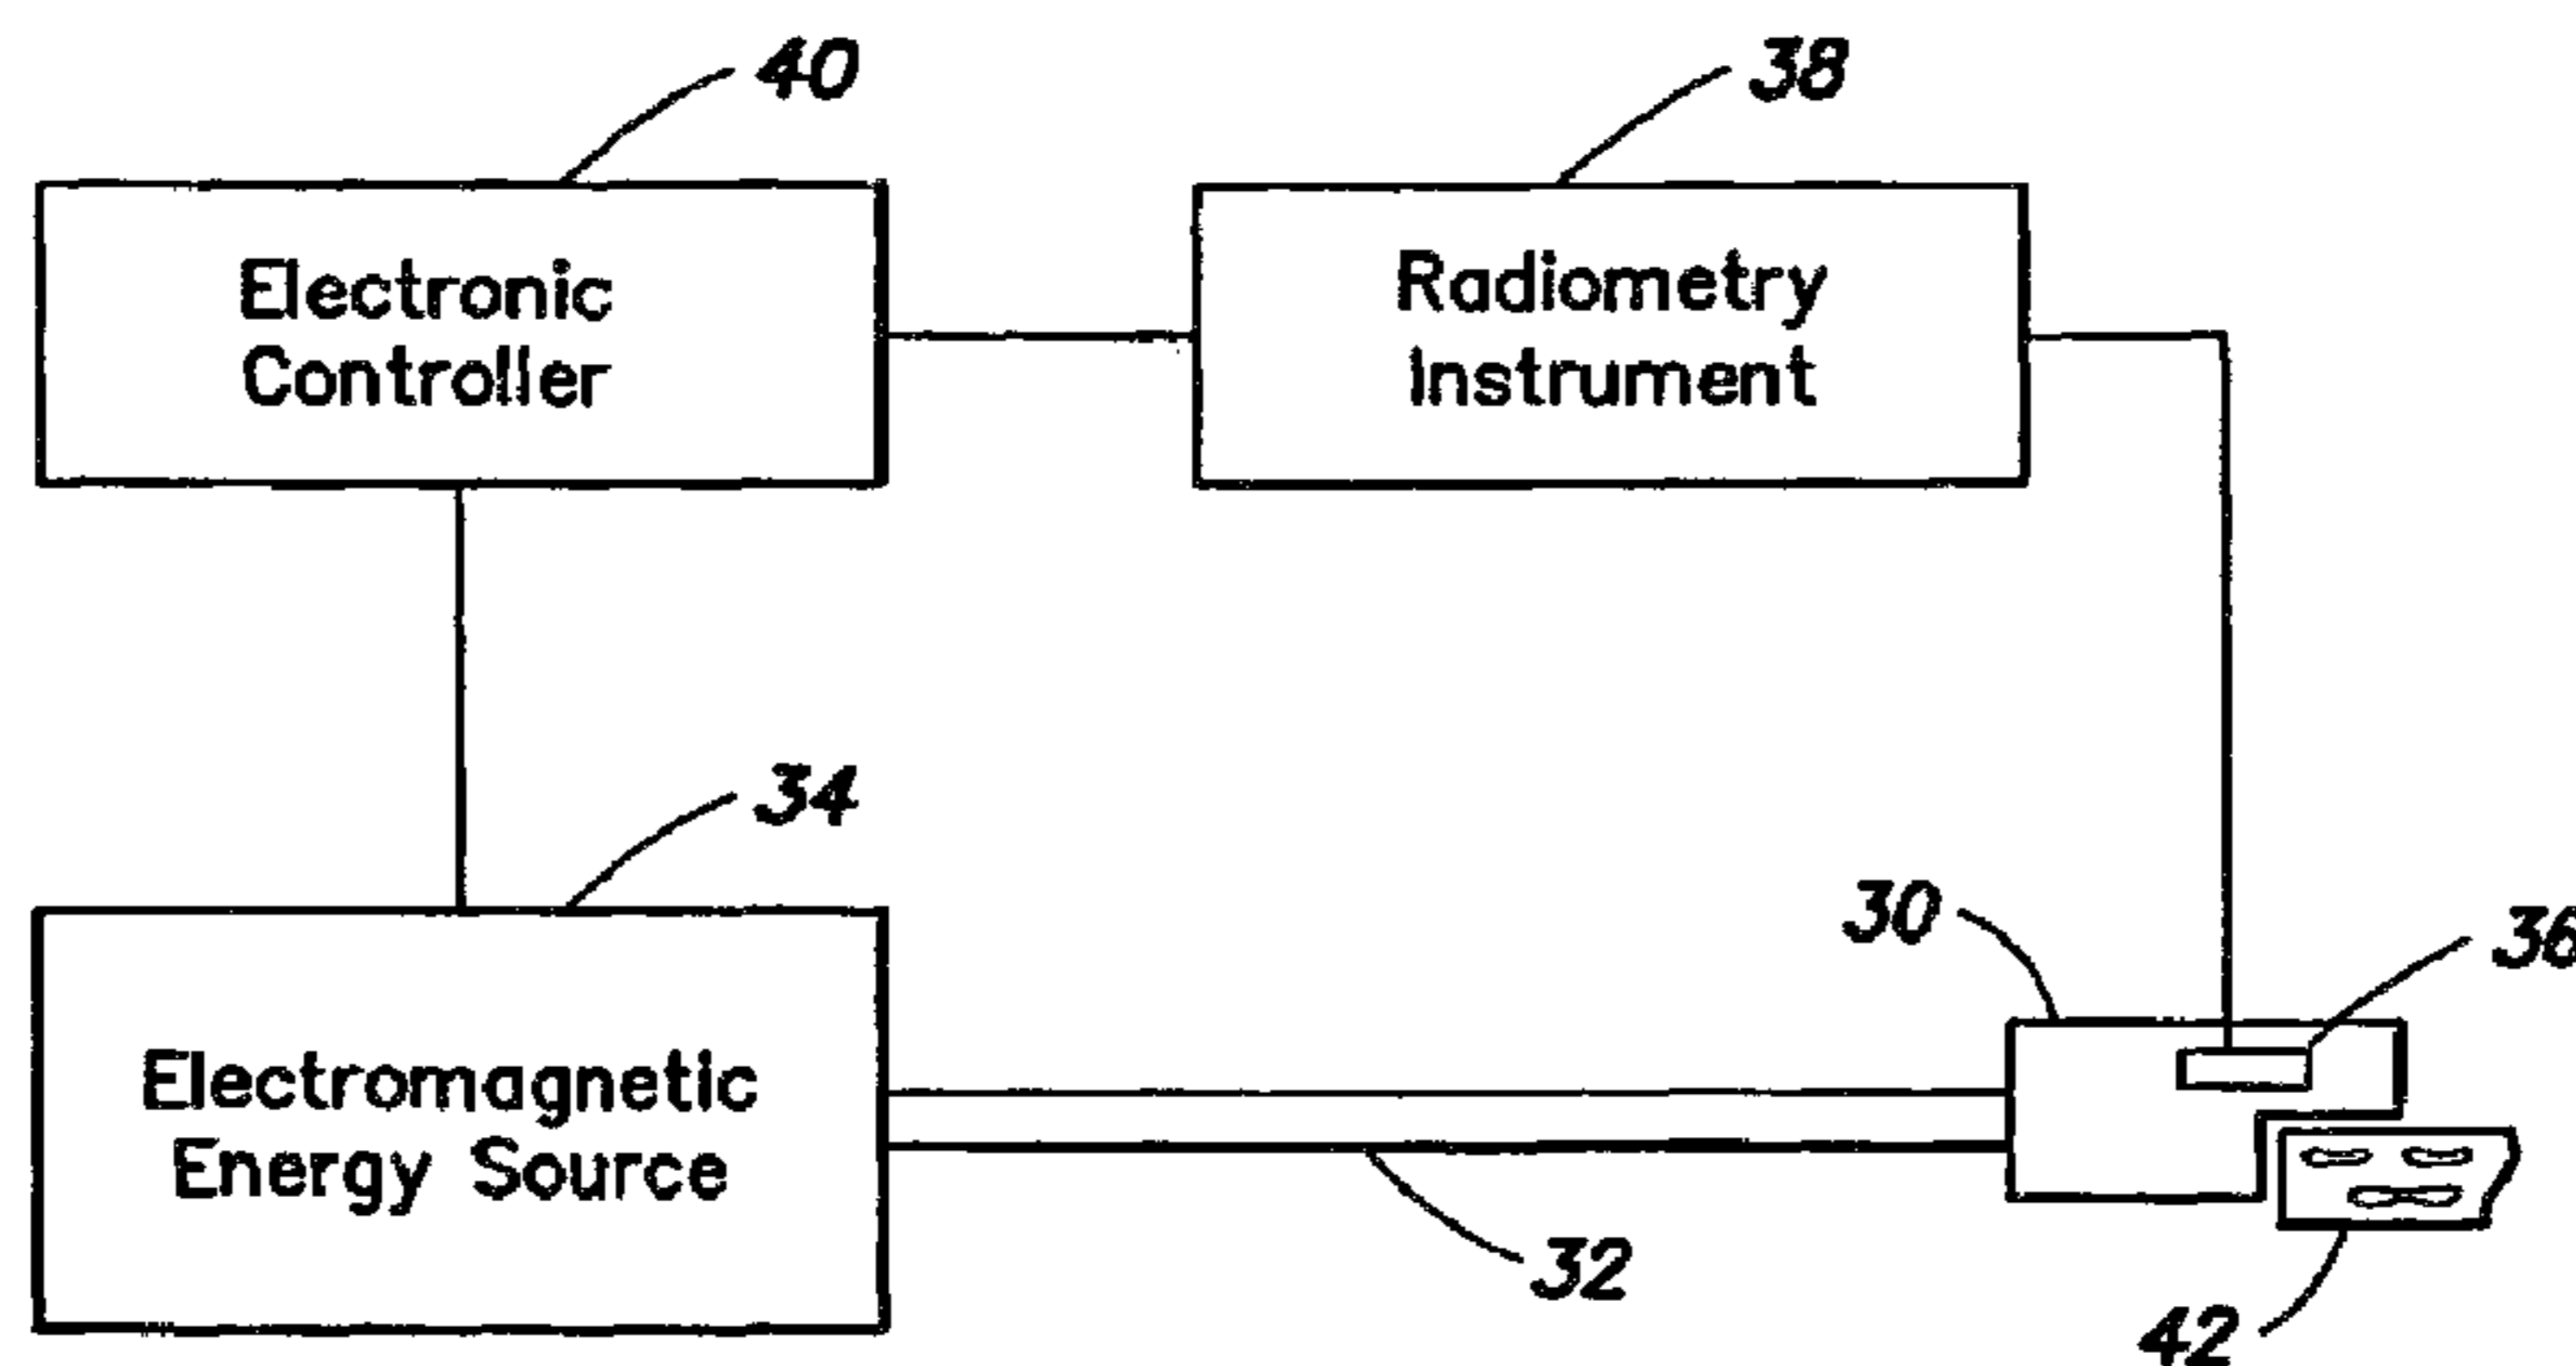 40
38
Electronic
Controller
Radiometry
Instrument
34
30
36
Electromagnetic
Energy Source
32
42